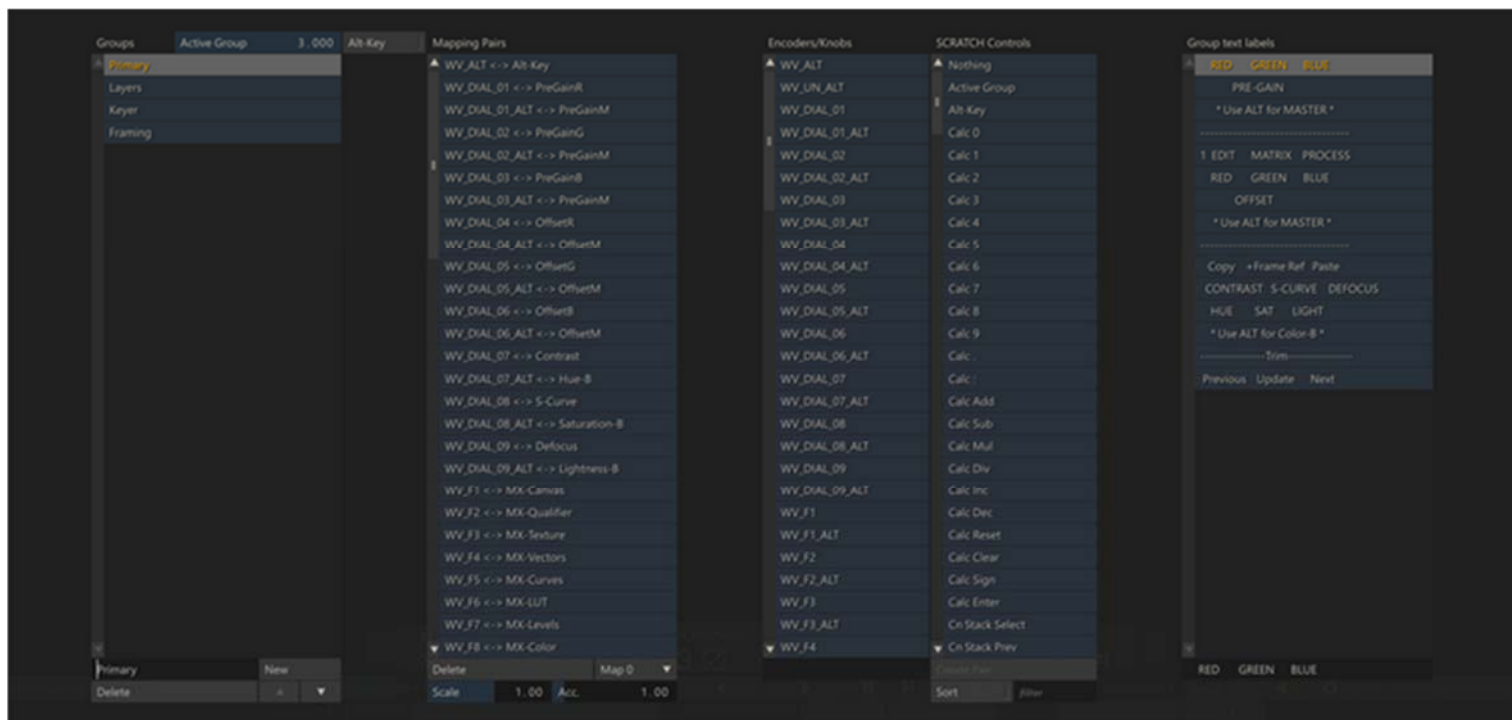 Groups
Active Group 3.000
Alt-Key
Primary
Layers
Keyer
Framing
Primary
New
Delete
Mapping Pairs
WV_ALT <-> Alt-Key
WV_DIAL_01 <-> PreGainR
WV_DIAL_01_ALT <-> PreGainM
WV_DIAL_02 <-> PreGainG
WV_DIAL_02_ALT <-> PreGainM
WV_DIAL_03 <-> PreGainB
WV_DIAL_03_ALT <-> PreGainM
WV_DIAL_04 <-> OffsetR
WV_DIAL_04_ALT <-> OffsetM
WV_DIAL_05 <-> OffsetG
WV_DIAL_05_ALT <-> OffsetM
WV_DIAL_06 <-> OffsetB
WV_DIAL_06_ALT <-> OffsetM
WV_DIAL_07 <-> Contrast
WV_DIAL_07_ALT <-> Hue-B
WV_DIAL_08 <-> S-Curve
WV_DIAL_08_ALT <-> Saturation-B
WV_DIAL_09 <-> Defocus
WV_DIAL_09_ALT <-> Lightness-B
WV_F1 <-> MX-Canvas
WV_F2 <-> MX-Qualifier
WV_F3 <-> MX-Texture
WV_F4 <-> MX-Vectors
WV_F5 <-> MX-Curves
WV_F6 <-> MX-LUT
WV_F7 <-> MX-Levels
WV_F8 <-> MX-Color
Delete
Map 0
Scale 1.00
Acc. 1.00
Encoders/Knobs
WV_ALT
WV_UN_ALT
WV_DIAL_01
WV_DIAL_01_ALT
WV_DIAL_02
WV_DIAL_02_ALT
WV_DIAL_03
WV_DIAL_03_ALT
WV_DIAL_04
WV_DIAL_04_ALT
WV_DIAL_05
WV_DIAL_05_ALT
WV_DIAL_06
WV_DIAL_06_ALT
WV_DIAL_07
WV_DIAL_07_ALT
WV_DIAL_08
WV_DIAL_08_ALT
WV_DIAL_09
WV_DIAL_09_ALT
WV_F1
WV_F1_ALT
WV_F2
WV_F2_ALT
WV_F3
WV_F3_ALT
WV_F4
SCRATCH Controls
Nothing
Active Group
Alt-Key
Calc 0
Calc 1
Calc 2
Calc 3
Calc 4
Calc 5
Calc 6
Calc 7
Calc 8
Calc 9
Calc .
Calc :
Calc Add
Calc Sub
Calc Mul
Calc Div
Calc Inc
Calc Dec
Calc Reset
Calc Clear
Calc Sign
Calc Enter
Cn Stack Select
Cn Stack Prev
Create Pair
Sort
filter
Group text labels
RED GREEN BLUE
PRE-GAIN
* Use ALT for MASTER *
------------------------------
1 EDIT MATRIX PROCESS
RED GREEN BLUE
OFFSET
* Use ALT for MASTER *
------------------------------
Copy +Frame Ref Paste
CONTRAST S-CURVE DEFOCUS
HUE SAT LIGHT
* Use ALT for Color-B *
-------------Trim-------------
Previous Update Next
RED GREEN BLUE